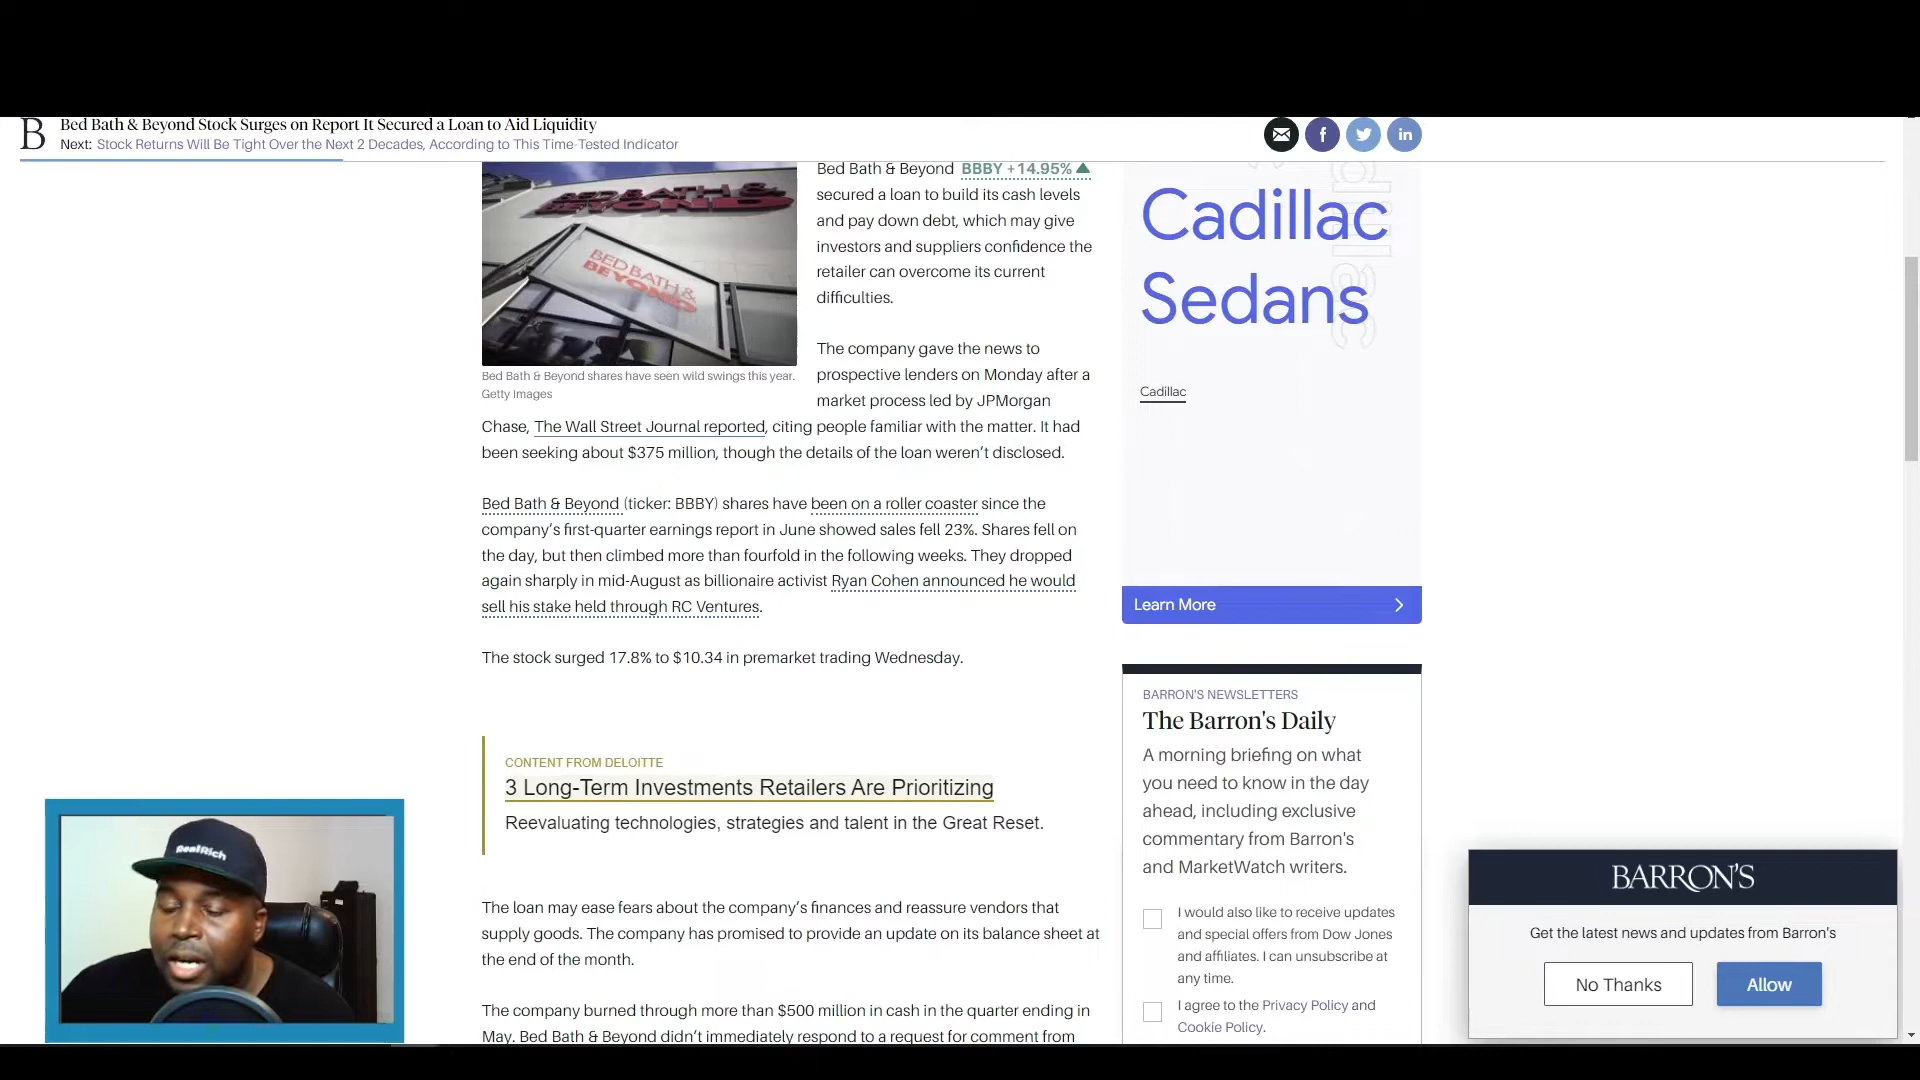 B
Bed Bath & Beyond Stock Surges on Report It Secured a Loan to Aid Liquidity
Next: Stock Returns Will Be Tight Over the Next 2 Decades, According to This Time-Tested Indicator
f
in
BED BATH &
BEYOND
BED BATH &
BEYOND
Bed Bath & Beyond shares have seen wild swings this year.
Getty Images
Bed Bath & Beyond BBBY +14.95%
secured a loan to build its cash levels
and pay down debt, which may give
investors and suppliers confidence the
retailer can overcome its current
difficulties.
The company gave the news to
prospective lenders on Monday after a
market process led by JPMorgan
Chase, The Wall Street Journal reported, citing people familiar with the matter. It had
been seeking about $375 million, though the details of the loan weren’t disclosed.
Bed Bath & Beyond (ticker: BBBY) shares have been on a roller coaster since the
company’s first-quarter earnings report in June showed sales fell 23%. Shares fell on
the day, but then climbed more than fourfold in the following weeks. They dropped
again sharply in mid-August as billionaire activist Ryan Cohen announced he would
sell his stake held through RC Ventures.
The stock surged 17.8% to $10.34 in premarket trading Wednesday.
CONTENT FROM DELOITTE
3 Long-Term Investments Retailers Are Prioritizing
Reevaluating technologies, strategies and talent in the Great Reset.
The loan may ease fears about the company’s finances and reassure vendors that
supply goods. The company has promised to provide an update on its balance sheet at
the end of the month.
The company burned through more than $500 million in cash in the quarter ending in
May. Bed Bath & Beyond didn’t immediately respond to a request for comment from
Cadillac
Sedans
Cadillac
Learn More
BARRON'S NEWSLETTERS
The Barron's Daily
A morning briefing on what
you need to know in the day
ahead, including exclusive
commentary from Barron's
and MarketWatch writers.
I would also like to receive updates
and special offers from Dow Jones
and affiliates. I can unsubscribe at
any time.
I agree to the Privacy Policy and
Cookie Policy.
BARRON'S
Get the latest news and updates from Barron's
No Thanks
Allow
RealRich